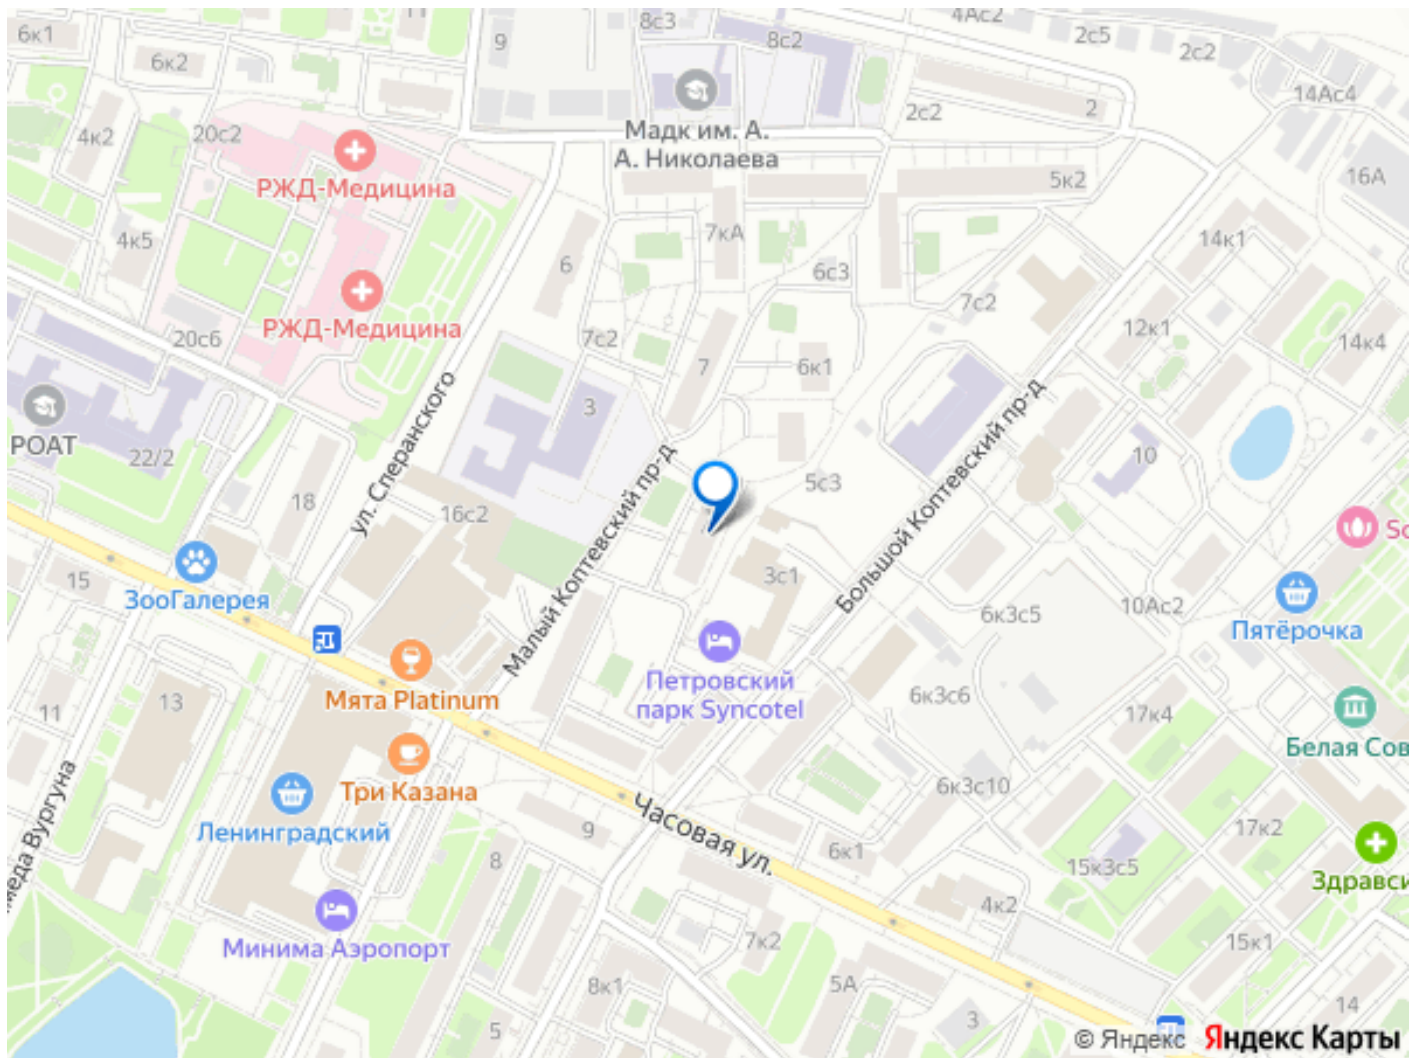 6к1
11
9
8с3
8с2
4Ас2
2с5
2с2
6к2
14Ас4
4к2
20с2
Мадк им. А.
А. Николаева
2с2
2
РЖД-Медицина
5к2
16А
4к5
7кА
14к1
6
6с3
7с2
РЖД-Медицина
20с6
7с2
7
6к1
12к1
14к4
РОАТ
22/2
ул. Сперанского
3
Малый Коптевский пр-д
Большой Коптевский пр-д
10
18
16с2
5с3
15
ЗооГалерея
3с1
6к3с5
10Ас2
Пятёрочка
Мята Platinum
Петровский
парк Syncotel
6к3с6
17к4
11
13
Белая Сов
Три Казана
6к3с10
Ленинградский
Часовая ул.
9
8
6к1
17к2
15к3с5
Здравси
4к2
Минима Аэропорт
7к2
15к1
8к1
5А
5
3
14
© Яндекс Яндекс Карты